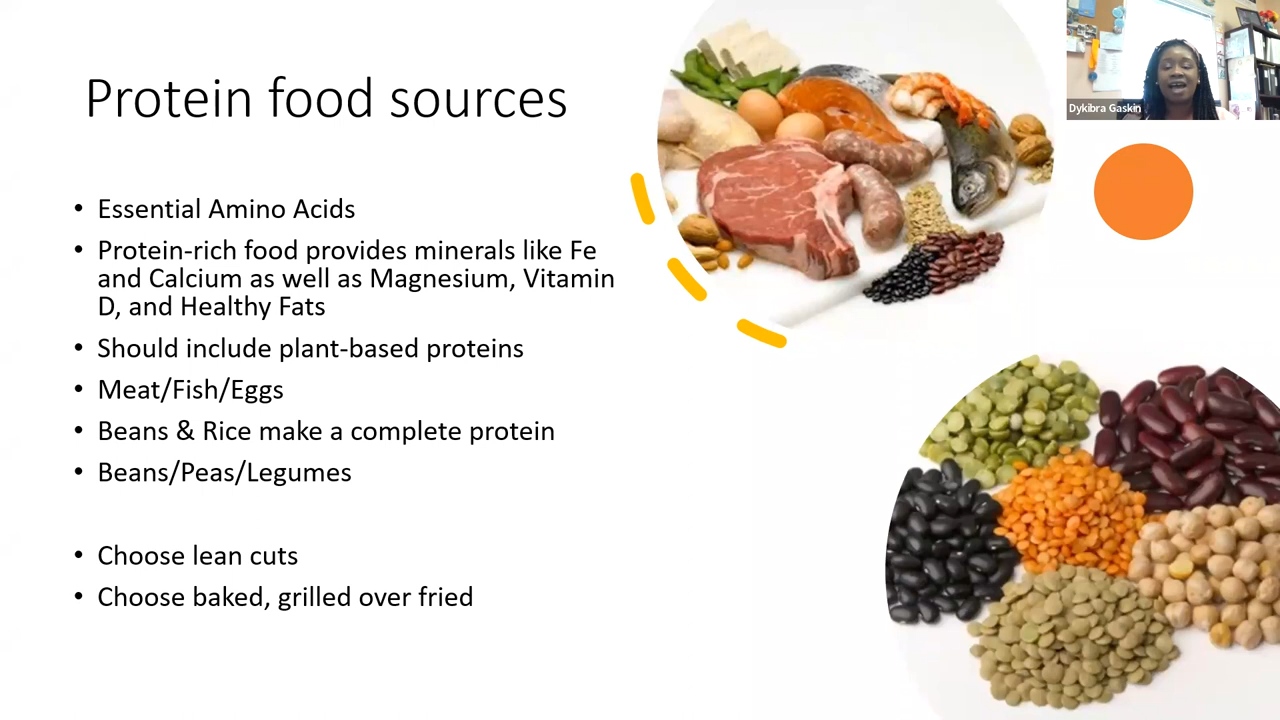 Protein food sources
• Essential Amino Acids
• Protein-rich food provides minerals like Fe
and Calcium as well as Magnesium, Vitamin
D, and Healthy Fats
• Should include plant-based proteins
• Meat/Fish/Eggs
• Beans & Rice make a complete protein
• Beans/Peas/Legumes
• Choose lean cuts
• Choose baked, grilled over fried
Dykibra Gaskin